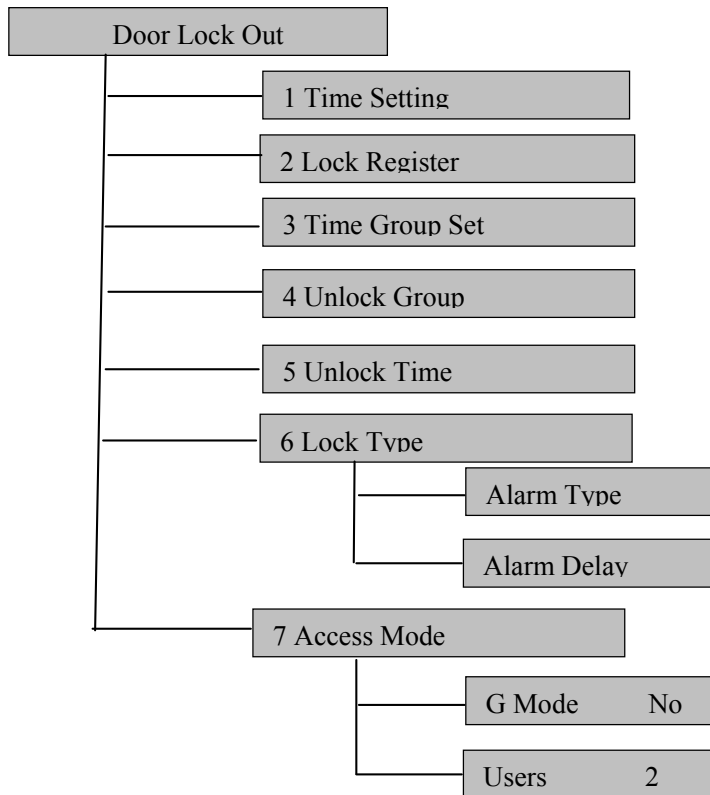 Door Lock Out
1 Time Setting
2 Lock Register
3 Time Group Set
4 Unlock Group
5 Unlock Time
6 Lock Type
Alarm Type
Alarm Delay
7 Access Mode
G Mode No
Users 2